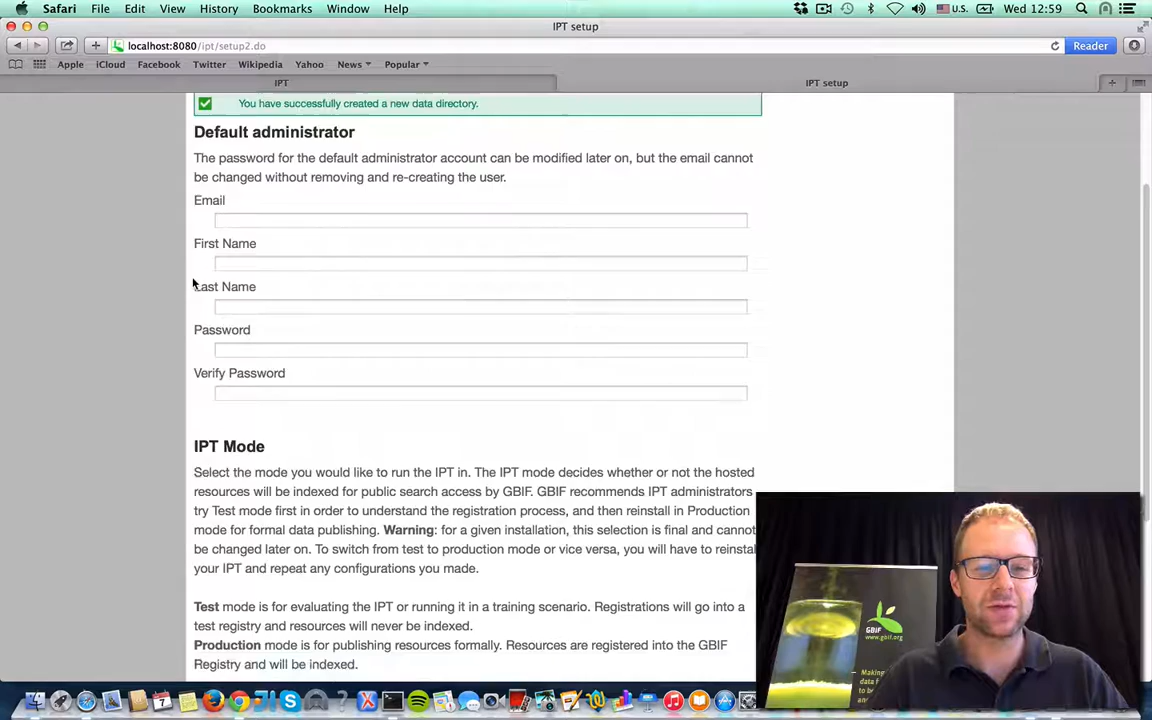 Safari File Edit View History Bookmarks Window Help U.S. Wed 12:59
IPT setup
localhost:8080/ipt/setup2.do Reader
Apple iCloud Facebook Twitter Wikipedia Yahoo News Popular
IPT IPT setup
You have successfully created a new data directory.
Default administrator
The password for the default administrator account can be modified later on, but the email cannot
be changed without removing and re-creating the user.
Email
First Name
Last Name
Password
Verify Password
IPT Mode
Select the mode you would like to run the IPT in. The IPT mode decides whether or not the hosted
resources will be indexed for public search access by GBIF. GBIF recommends IPT administrators
try Test mode first in order to understand the registration process, and then reinstall in Production
mode for formal data publishing. Warning: for a given installation, this selection is final and cannot
be changed later on. To switch from test to production mode or vice versa, you will have to reinstal
your IPT and repeat any configurations you made.
Test mode is for evaluating the IPT or running it in a training scenario. Registrations will go into a
test registry and resources will never be indexed.
Production mode is for publishing resources formally. Resources are registered into the GBIF
Registry and will be indexed.
GBIF
www.gbif.org
Making
data f
to be